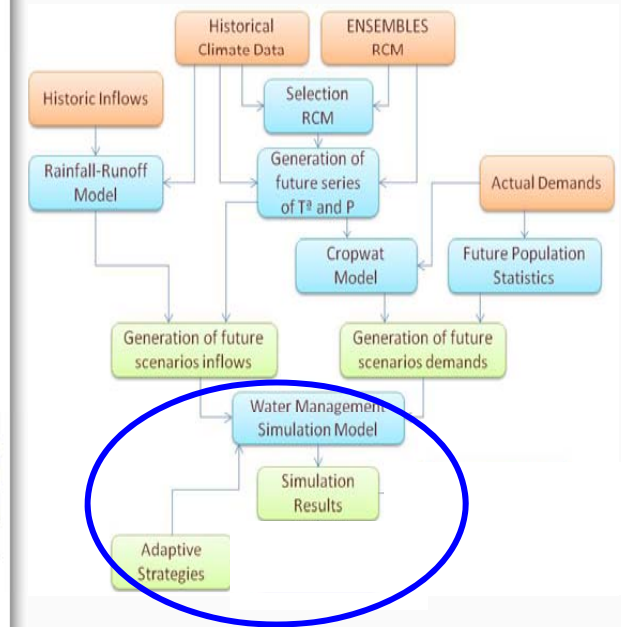 Historical
Climate Data
ENSEMBLES
RCM
Historic Inflows
Selection
RCM
Rainfall-Runoff
Model
Generation of
future series
of Tª and P
Actual Demands
Cropwat
Model
Future Population
Statistics
Generation of future
scenarios inflows
Generation of future
scenarios demands
Water Management
Simulation Model
Simulation
Results
Adaptive
Strategies